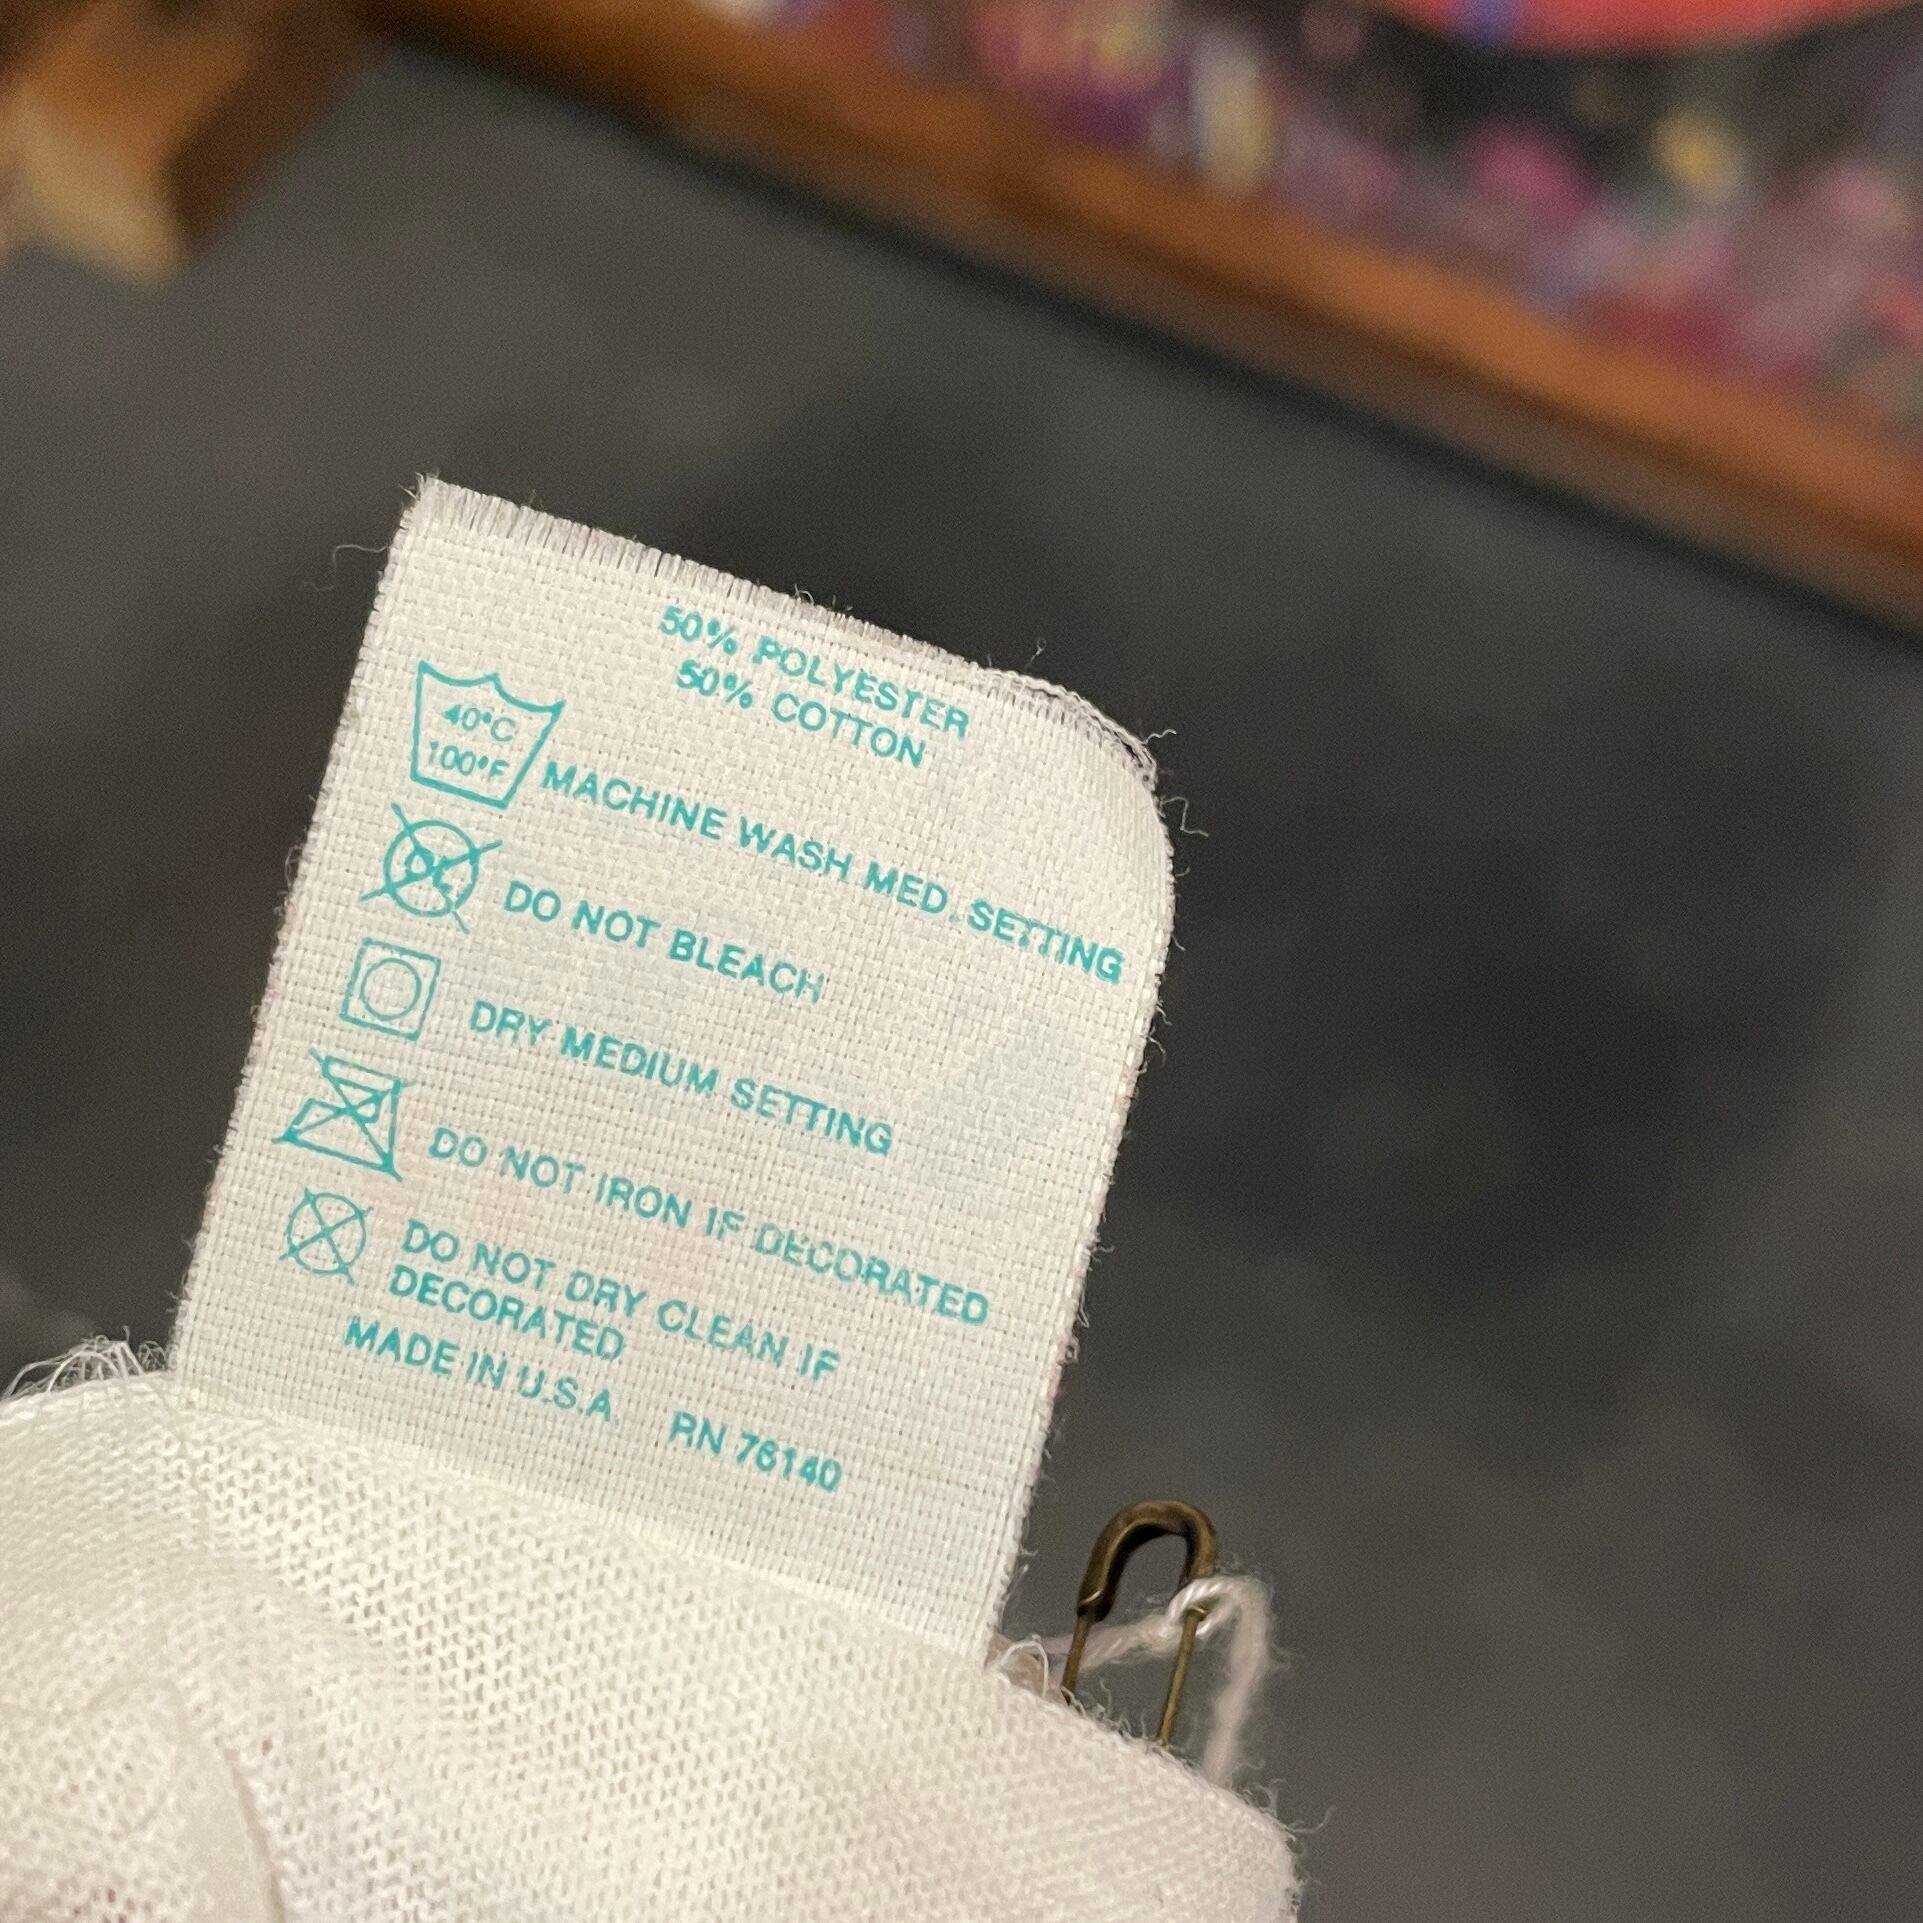 50% POLYESTER
50% COTTON
40°C
100°F
MACHINE WASH MED. SETTING
CL
DO NOT BLEACH
DRY MEDIUM SETTING
DO NOT IRON IF DECORATED
DO NOT DRY CLEAN IF
DECORATED
MADE IN U.S.A. RN 76140